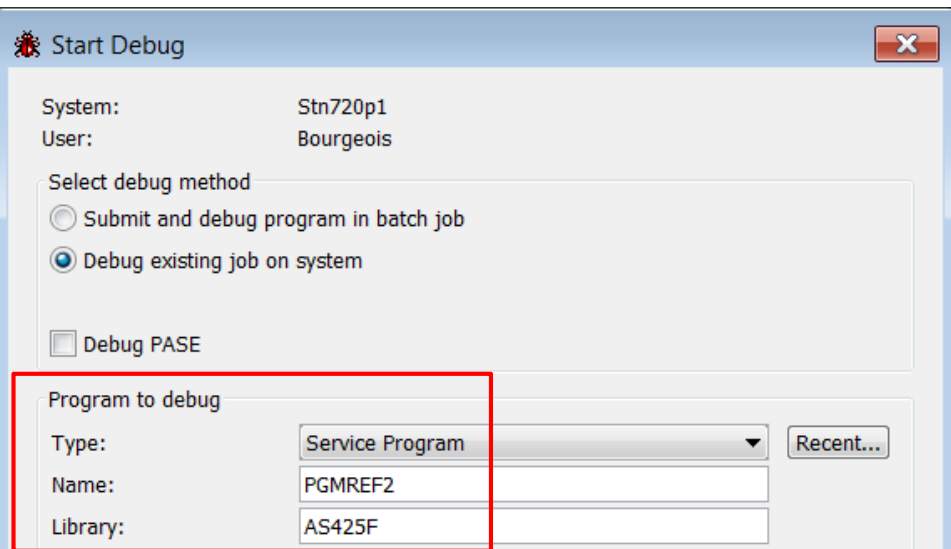 Start Debug
System: Stn720p1
User: Bourgeois
Select debug method
Submit and debug program in batch job
Debug existing job on system
Debug PASE
Program to debug
Type: Service Program Recent...
Name: PGMREF2
Library: AS425F